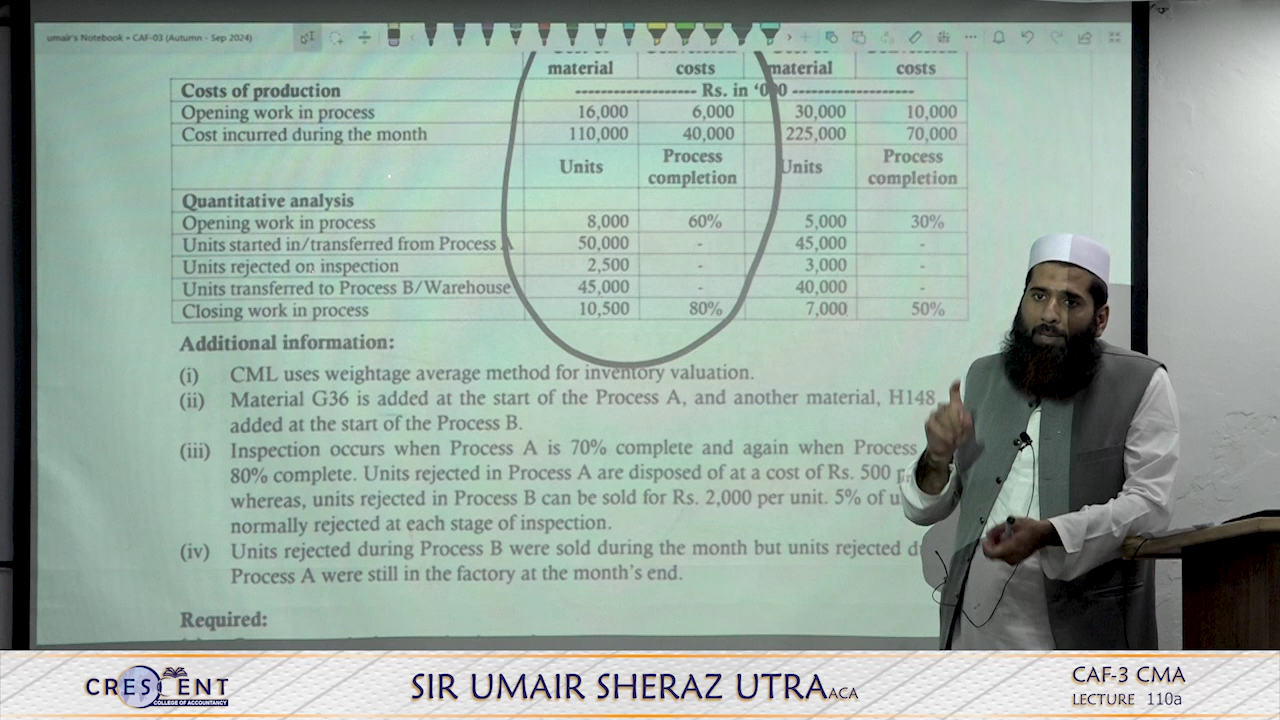 umair's Notebook • CAF-03 (Autumn - Sep 2024)
material costs material costs
Costs of production Rs. in '000
Opening work in process 16,000 6,000 30,000 10,000
Cost incurred during the month 110,000 40,000 225,000 70,000
Units Process completion Units Process completion
Quantitative analysis
Opening work in process 8,000 60% 5,000 30%
Units started in/transferred from Process A 50,000 - 45,000 -
Units rejected on inspection 2,500 - 3,000 -
Units transferred to Process B/Warehouse 45,000 - 40,000 -
Closing work in process 10,500 80% 7,000 50%
Additional information:
(i) CML uses weightage average method for inventory valuation.
(ii) Material G36 is added at the start of the Process A, and another material, H148
added at the start of the Process B.
(iii) Inspection occurs when Process A is 70% complete and again when Process
80% complete. Units rejected in Process A are disposed of at a cost of Rs. 500
whereas, units rejected in Process B can be sold for Rs. 2,000 per unit. 5% of
normally rejected at each stage of inspection.
(iv) Units rejected during Process B were sold during the month but units rejected
Process A were still in the factory at the month's end.
Required:
CRESCENT
COLLEGE OF ACCOUNTANCY
SIR UMAIR SHERAZ UTRA ACA
CAF-3 CMA
LECTURE 110a